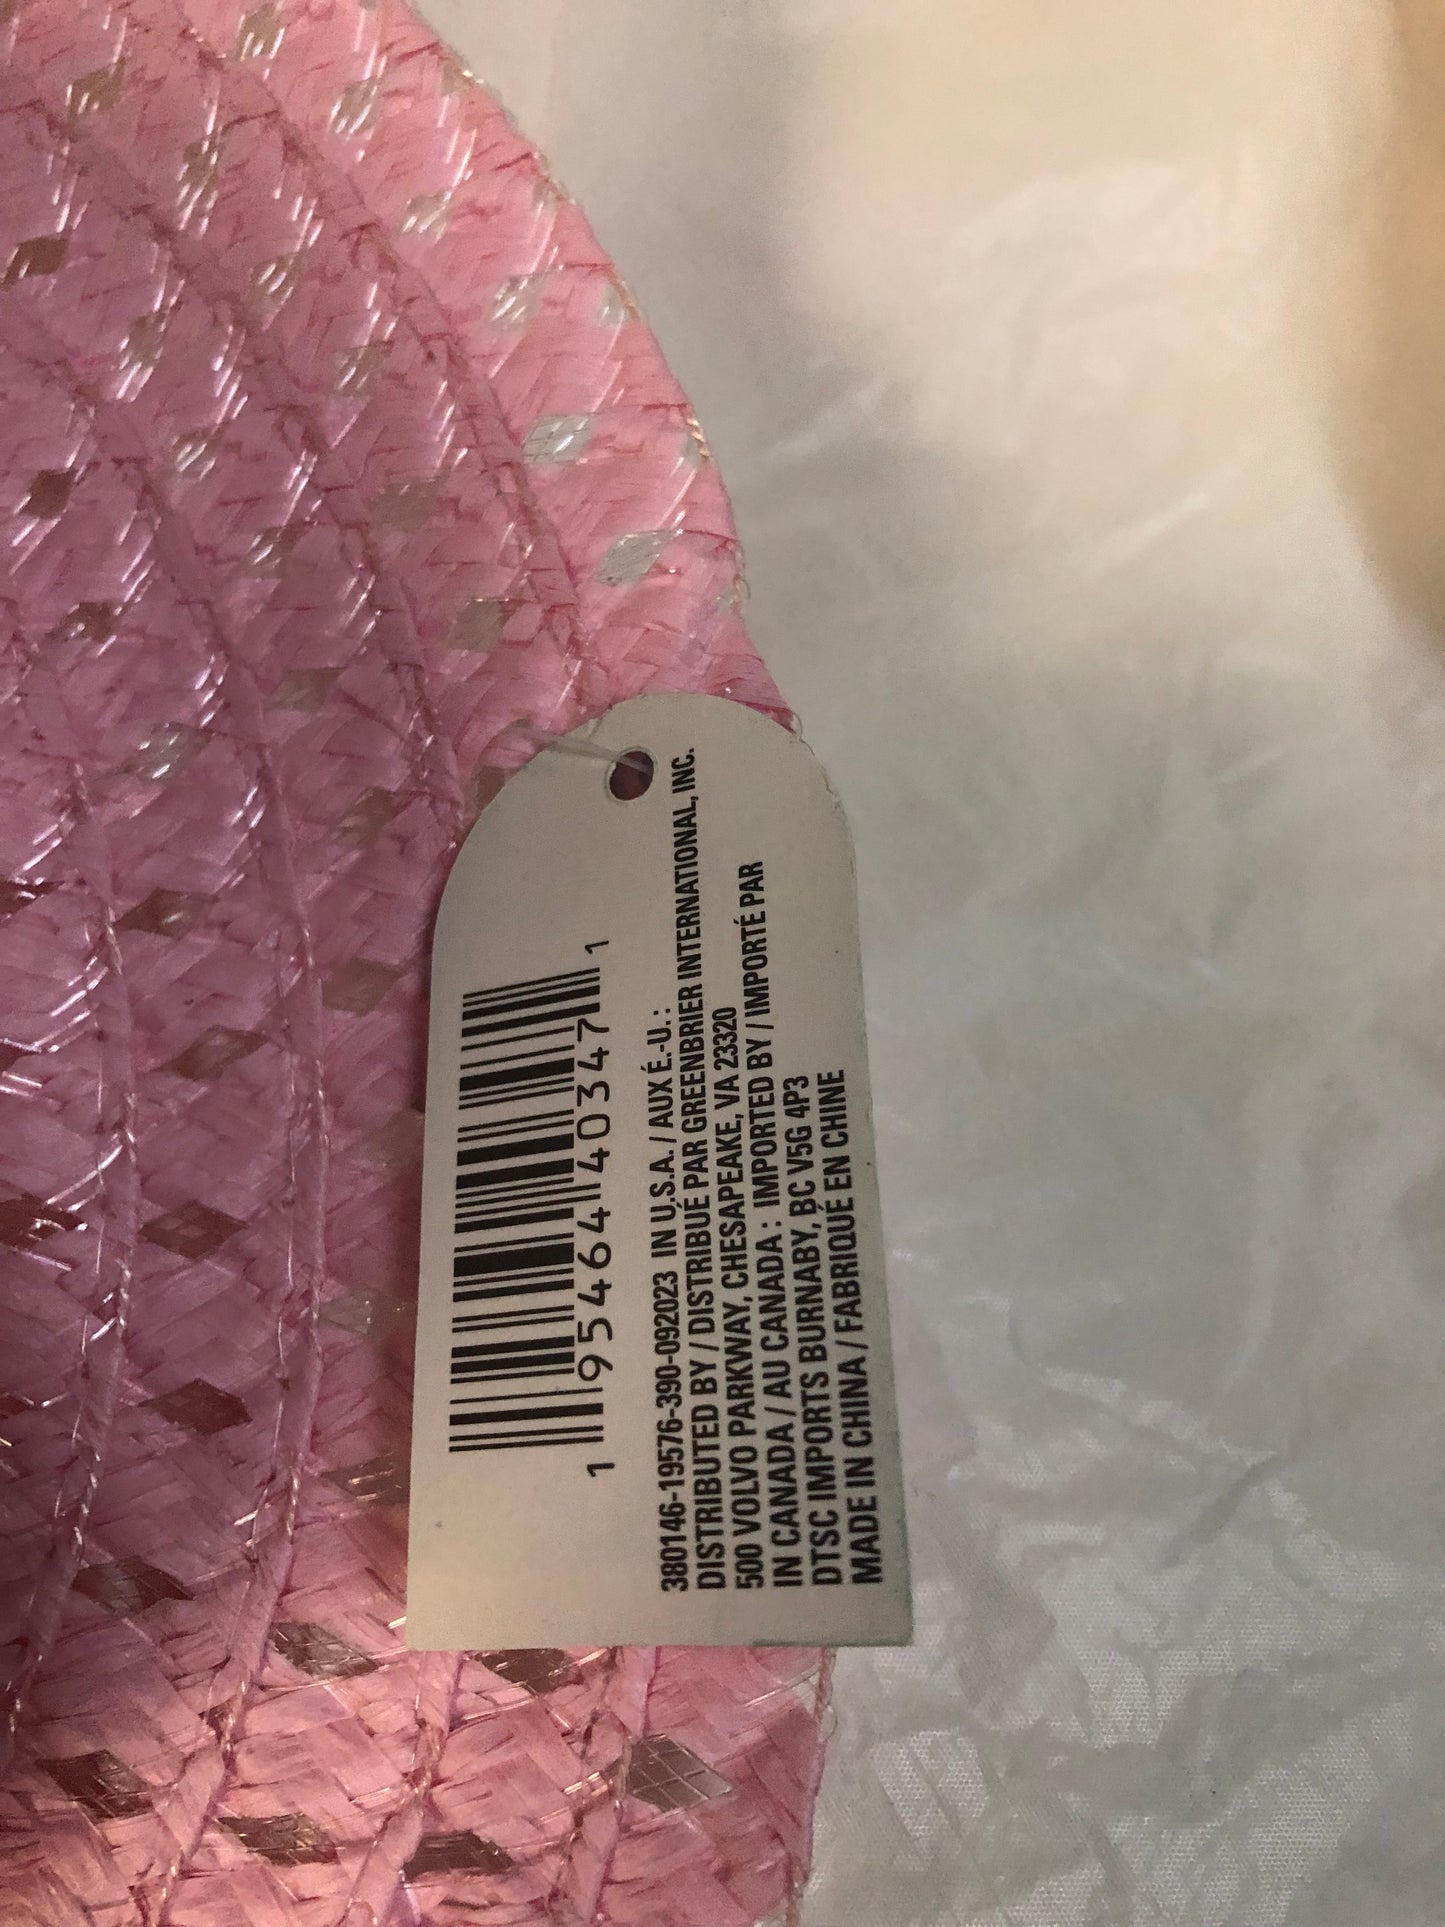 1 95464 40347 1
380146-19576-390-092023 IN U.S.A. / AUX É.-U. :
DISTRIBUTED BY / DISTRIBUÉ PAR GREENBRIER INTERNATIONAL, INC.
500 VOLVO PARKWAY, CHESAPEAKE, VA 23320
IN CANADA / AU CANADA : IMPORTED BY / IMPORTÉ PAR
DTSC IMPORTS BURNABY, BC V5G 4P3
MADE IN CHINA / FABRIQUÉ EN CHINE